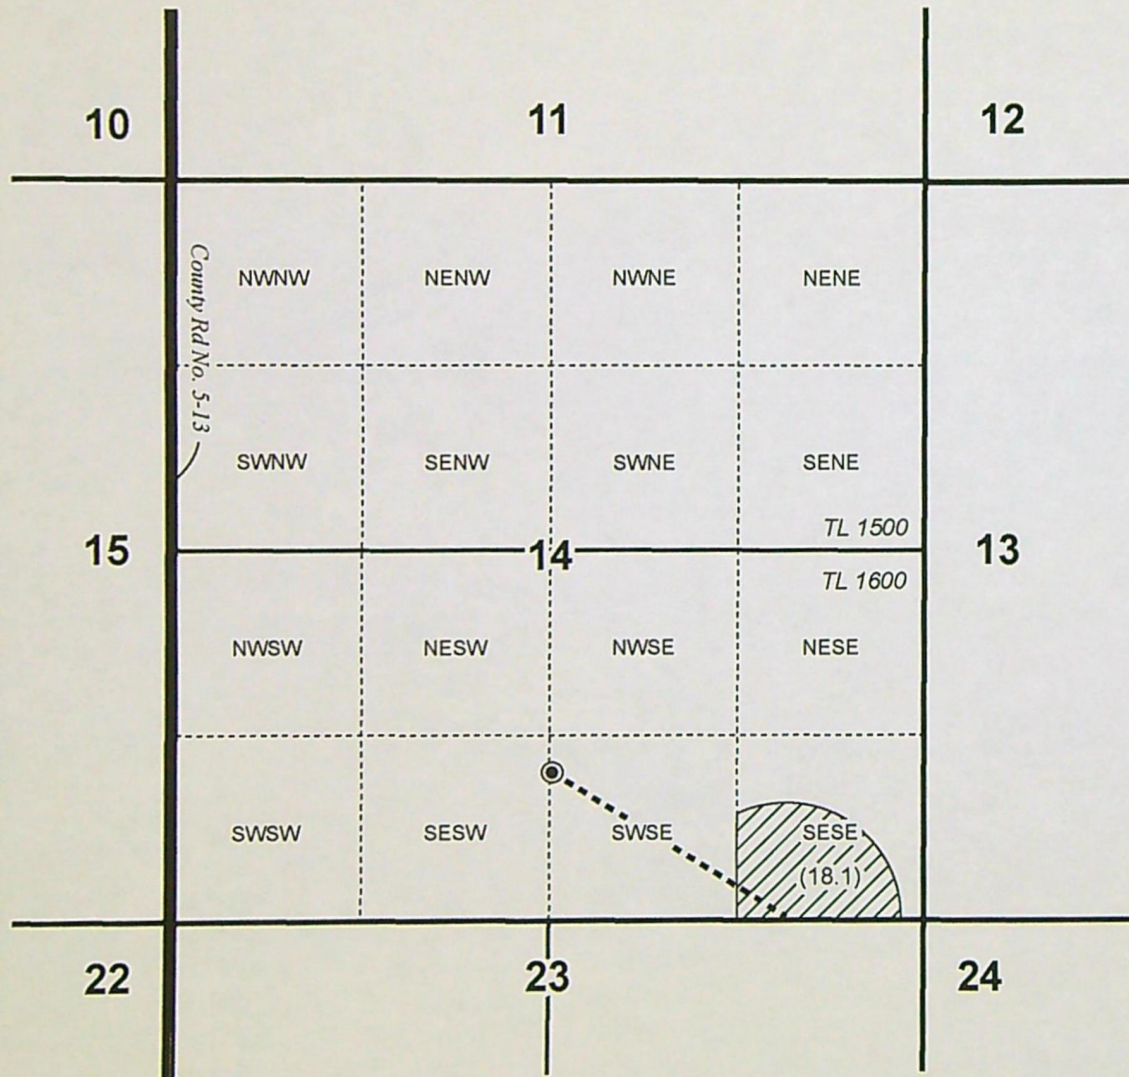 10 11 12
NWNW NENW NWNE NENE
County Rd No. 5-13
SWNW SENW SWNE SENE
TL 1500
15 14 13
TL 1600
NWSW NESW NWSE NESE
SWSW SESW SWSE SESE
(18.1)
22 23 24